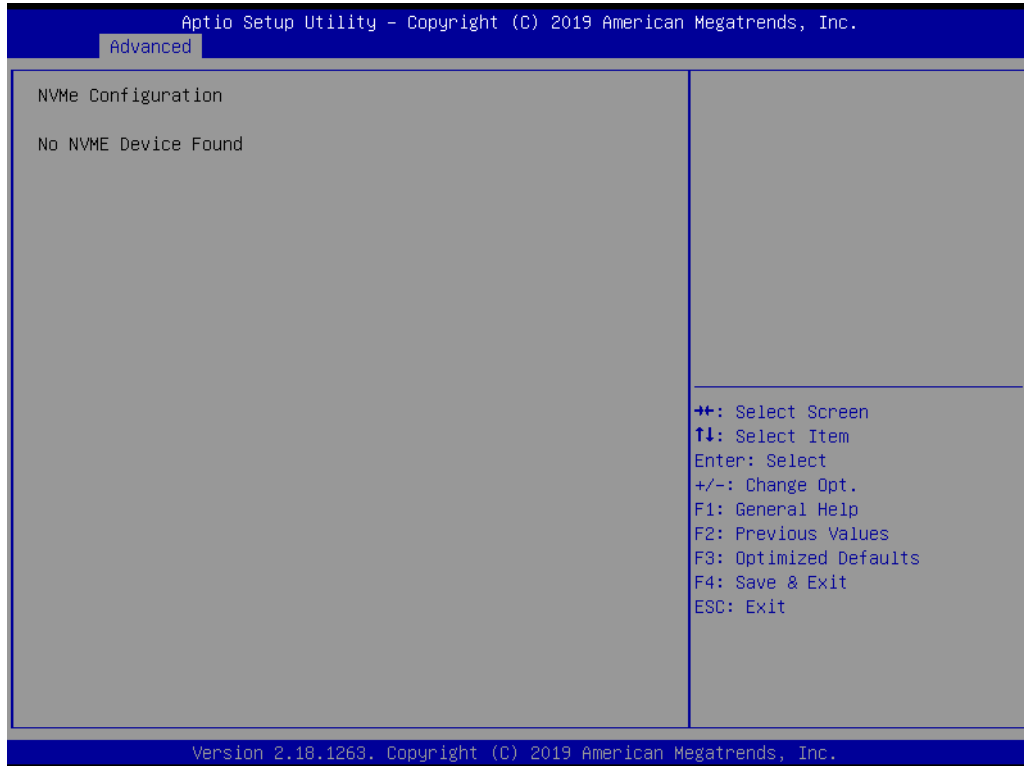 Aptio Setup Utility – Copyright (C) 2019 American Megatrends, Inc.
Advanced
NVMe Configuration
No NVME Device Found
→←: Select Screen
↑↓: Select Item
Enter: Select
+/-: Change Opt.
F1: General Help
F2: Previous Values
F3: Optimized Defaults
F4: Save & Exit
ESC: Exit
Version 2.18.1263. Copyright (C) 2019 American Megatrends, Inc.